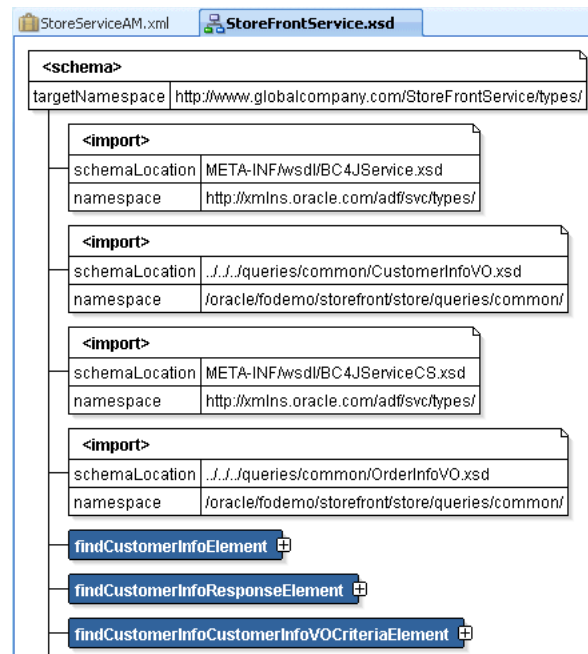 StoreServiceAM.xml StoreFrontService.xsd
<schema>
targetNamespace http://www.globalcompany.com/StoreFrontService/types/
<import>
schemaLocation META-INF/wsdl/BC4JService.xsd
namespace http://xmlns.oracle.com/adf/svc/types/
<import>
schemaLocation ../../../queries/common/CustomerInfoVO.xsd
namespace /oracle/fodemo/storefront/store/queries/common/
<import>
schemaLocation META-INF/wsdl/BC4JServiceCS.xsd
namespace http://xmlns.oracle.com/adf/svc/types/
<import>
schemaLocation ../../../queries/common/OrderInfoVO.xsd
namespace /oracle/fodemo/storefront/store/queries/common/
findCustomerInfoElement
findCustomerInfoResponseElement
findCustomerInfoCustomerInfoVOCriteriaElement